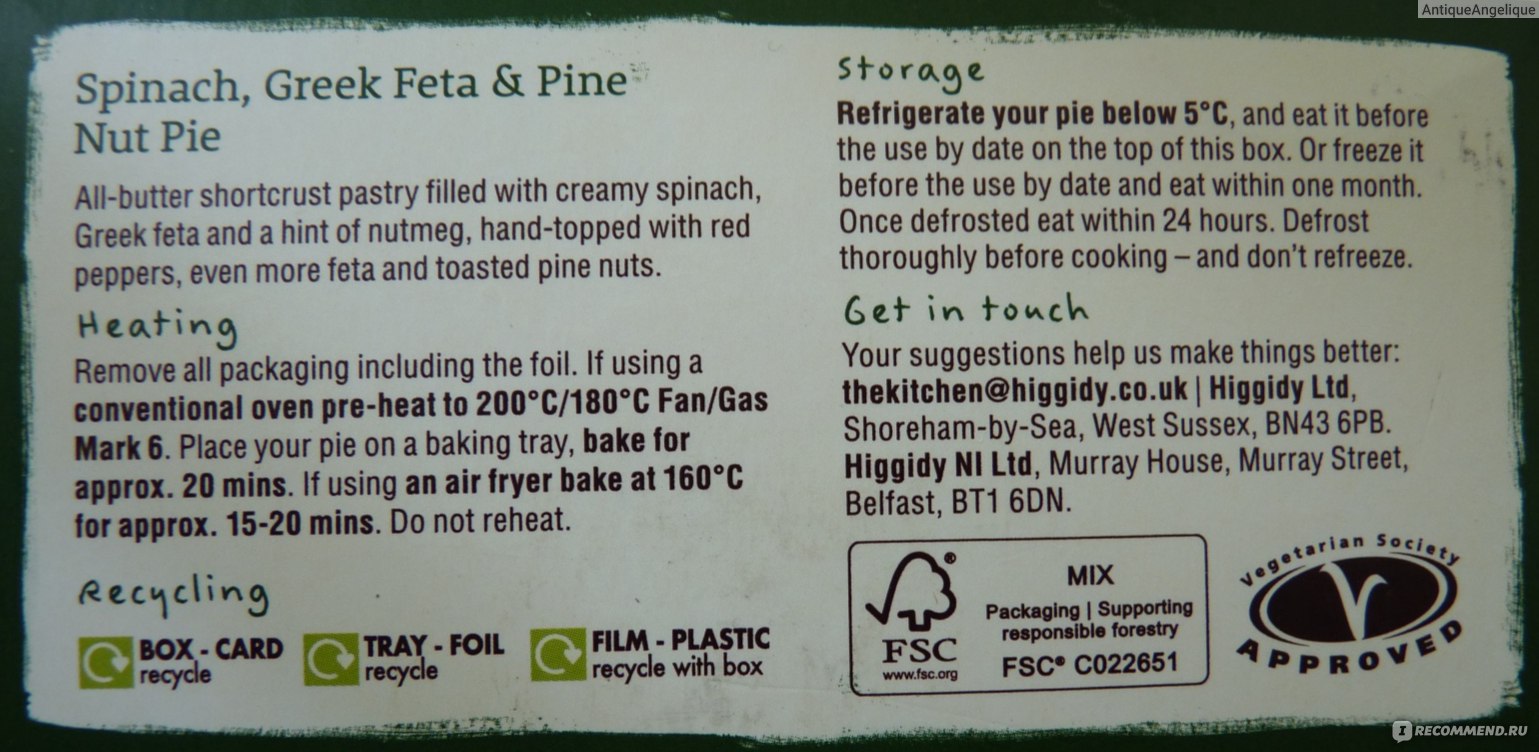 AntiqueAngelique
Spinach, Greek Feta & Pine
Nut Pie
All-butter shortcrust pastry filled with creamy spinach,
Greek feta and a hint of nutmeg, hand-topped with red
peppers, even more feta and toasted pine nuts.
Heating
Remove all packaging including the foil. If using a
conventional oven pre-heat to 200°C/180°C Fan/Gas
Mark 6. Place your pie on a baking tray, bake for
approx. 20 mins. If using an air fryer bake at 160°C
for approx. 15-20 mins. Do not reheat.
Recycling
BOX - CARD
recycle
TRAY - FOIL
recycle
FILM - PLASTIC
recycle with box
Storage
Refrigerate your pie below 5°C, and eat it before
the use by date on the top of this box. Or freeze it
before the use by date and eat within one month.
Once defrosted eat within 24 hours. Defrost
thoroughly before cooking – and don't refreeze.
Get in touch
Your suggestions help us make things better:
thekitchen@higgidy.co.uk | Higgidy Ltd,
Shoreham-by-Sea, West Sussex, BN43 6PB.
Higgidy NI Ltd, Murray House, Murray Street,
Belfast, BT1 6DN.
®
FSC
www.fsc.org
MIX
Packaging | Supporting
responsible forestry
FSC® C022651
Vegetarian Society
APPROVED
I RECOMMEND.RU